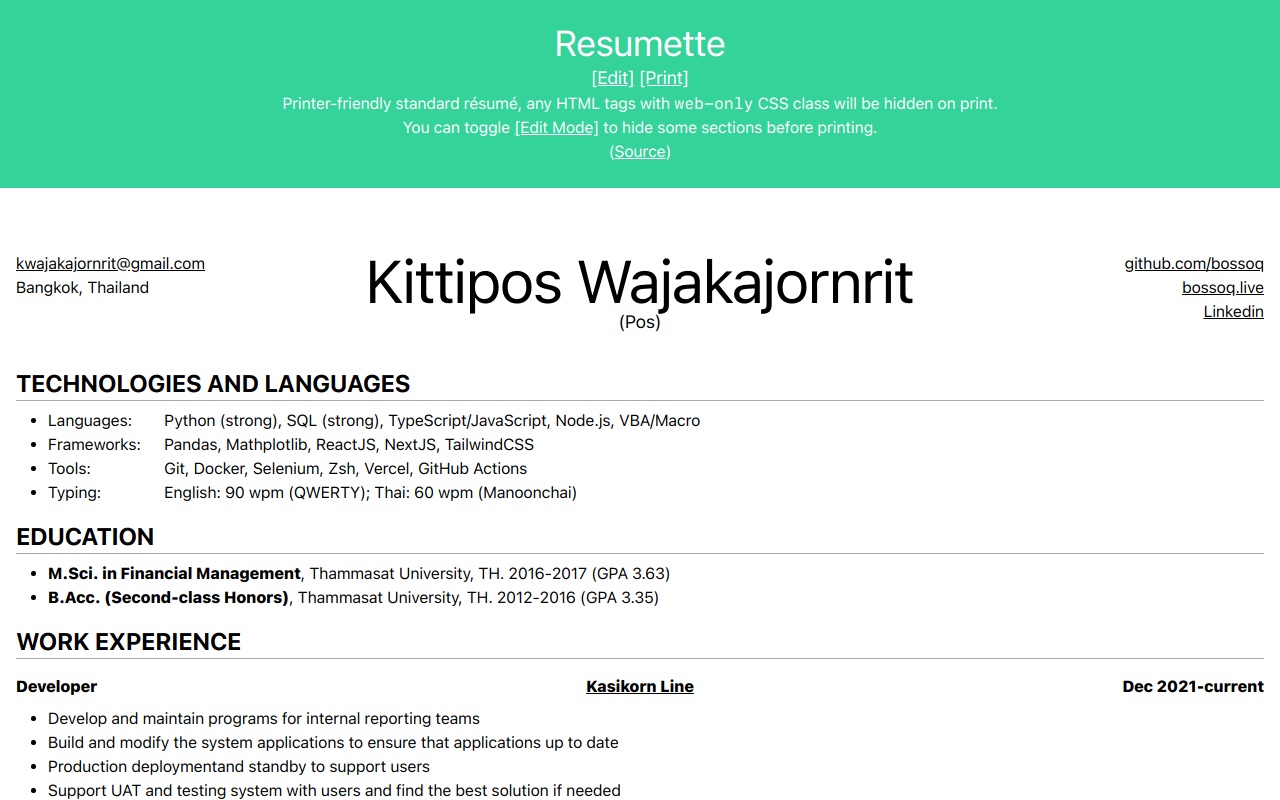 Resumette
[Edit] [Print]
Printer-friendly standard résumé, any HTML tags with web-only CSS class will be hidden on print.
You can toggle [Edit Mode] to hide some sections before printing.
(Source)
kwajakajornrit@gmail.com
Bangkok, Thailand
Kittipos Wajakajornrit
(Pos)
github.com/bossoq
bossoq.live
Linkedin
TECHNOLOGIES AND LANGUAGES
• Languages: Python (strong), SQL (strong), TypeScript/JavaScript, Node.js, VBA/Macro
• Frameworks: Pandas, Mathplotlib, ReactJS, NextJS, TailwindCSS
• Tools: Git, Docker, Selenium, Zsh, Vercel, GitHub Actions
• Typing: English: 90 wpm (QWERTY); Thai: 60 wpm (Manoonchai)
EDUCATION
• M.Sci. in Financial Management, Thammasat University, TH. 2016-2017 (GPA 3.63)
• B.Acc. (Second-class Honors), Thammasat University, TH. 2012-2016 (GPA 3.35)
WORK EXPERIENCE
Developer Kasikorn Line Dec 2021-current
• Develop and maintain programs for internal reporting teams
• Build and modify the system applications to ensure that applications up to date
• Production deploymentand standby to support users
• Support UAT and testing system with users and find the best solution if needed